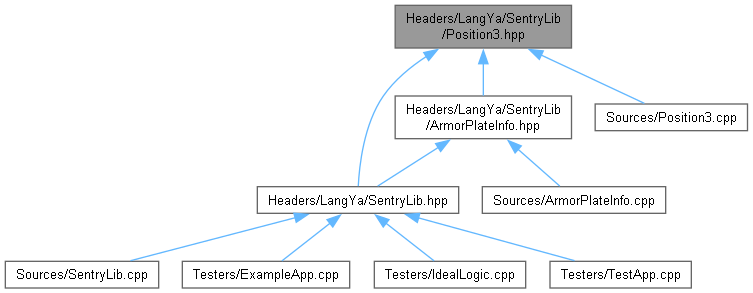 Headers/LangYa/SentryLib
/Position3.hpp
Headers/LangYa/SentryLib
/ArmorPlateInfo.hpp
Sources/Position3.cpp
Headers/LangYa/SentryLib.hpp
Sources/ArmorPlateInfo.cpp
Sources/SentryLib.cpp
Testers/ExampleApp.cpp
Testers/IdealLogic.cpp
Testers/TestApp.cpp